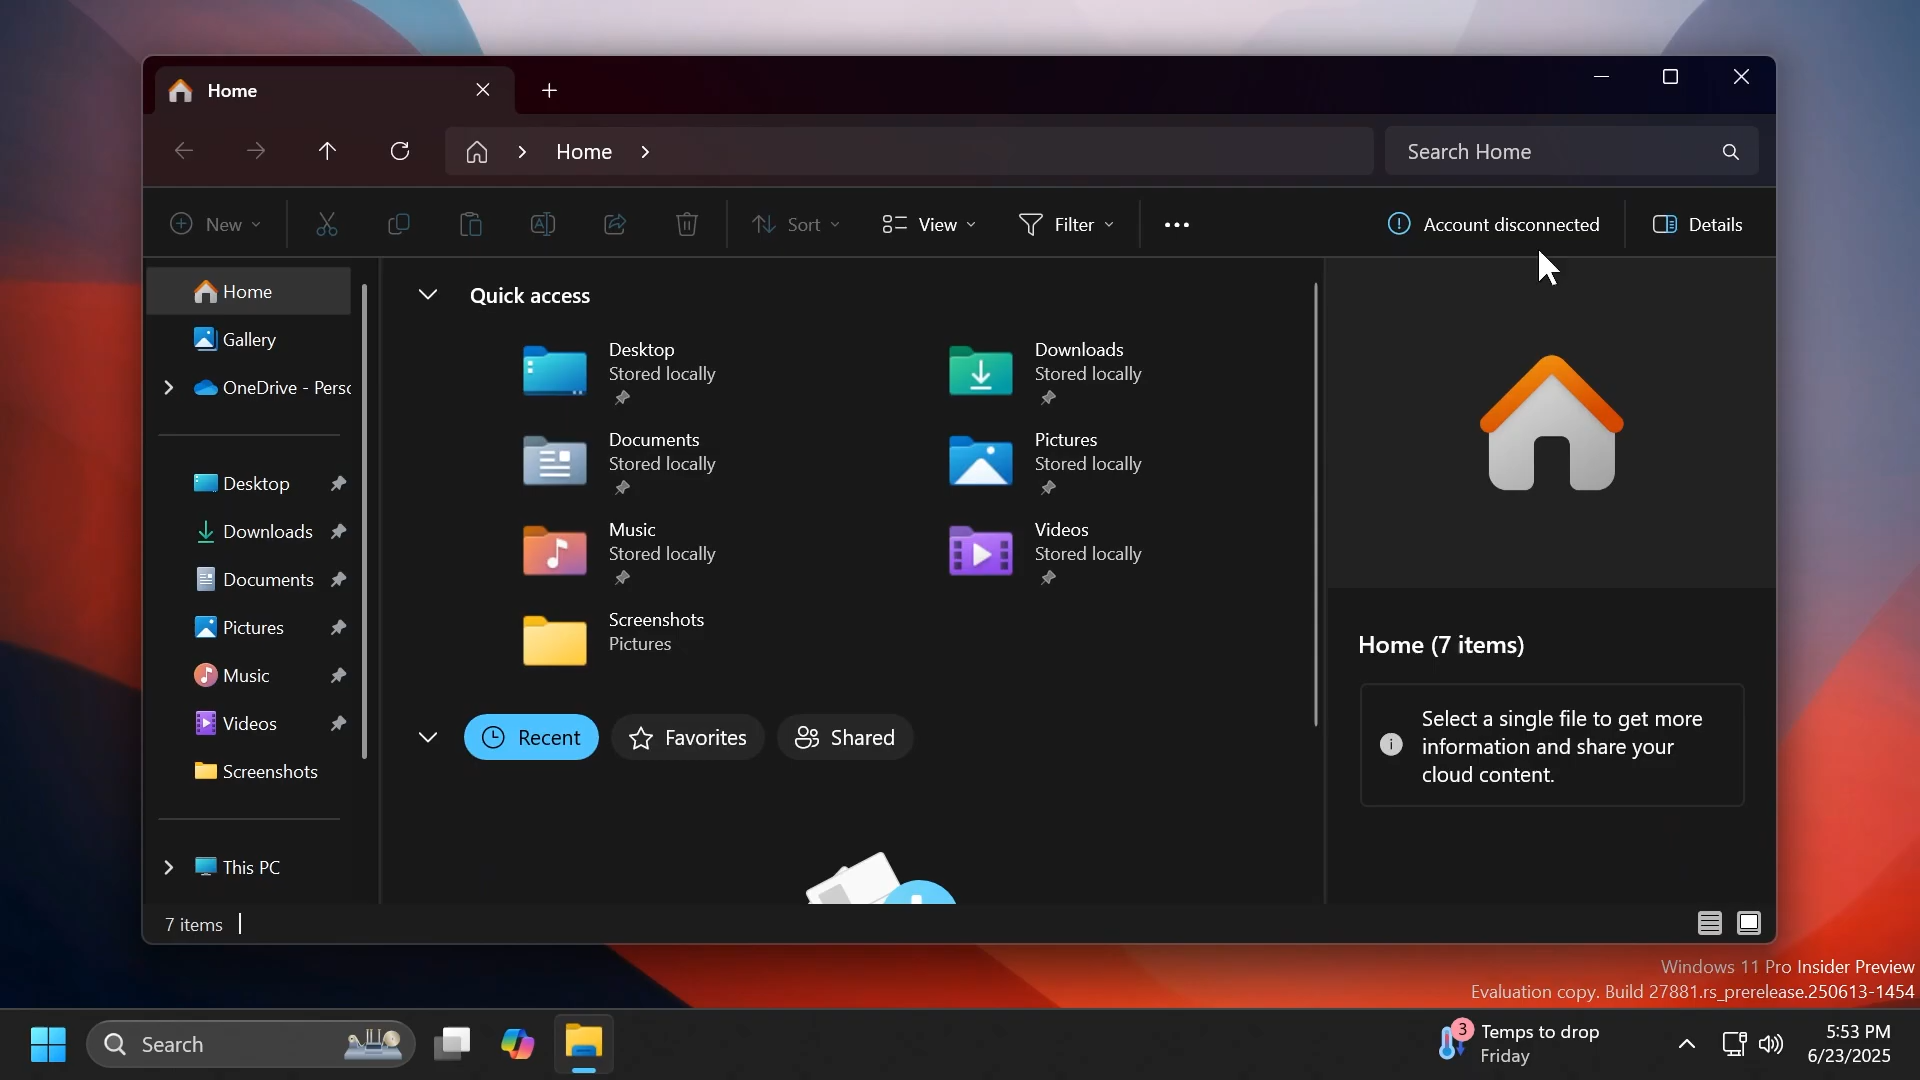 Home
Home
Search Home
New
Sort
View
Filter
Account disconnected
Details
Home
Gallery
OneDrive - Persc
Desktop
Downloads
Documents
Pictures
Music
Videos
Screenshots
This PC
Quick access
Desktop
Stored locally
Downloads
Stored locally
Documents
Stored locally
Pictures
Stored locally
Music
Stored locally
Videos
Stored locally
Screenshots
Pictures
Recent
Favorites
Shared
Home (7 items)
Select a single file to get more
information and share your
cloud content.
7 items
Windows 11 Pro Insider Preview
Evaluation copy. Build 27881.rs_prerelease.250613-1454
Search
3
Temps to drop
Friday
5:53 PM
6/23/2025